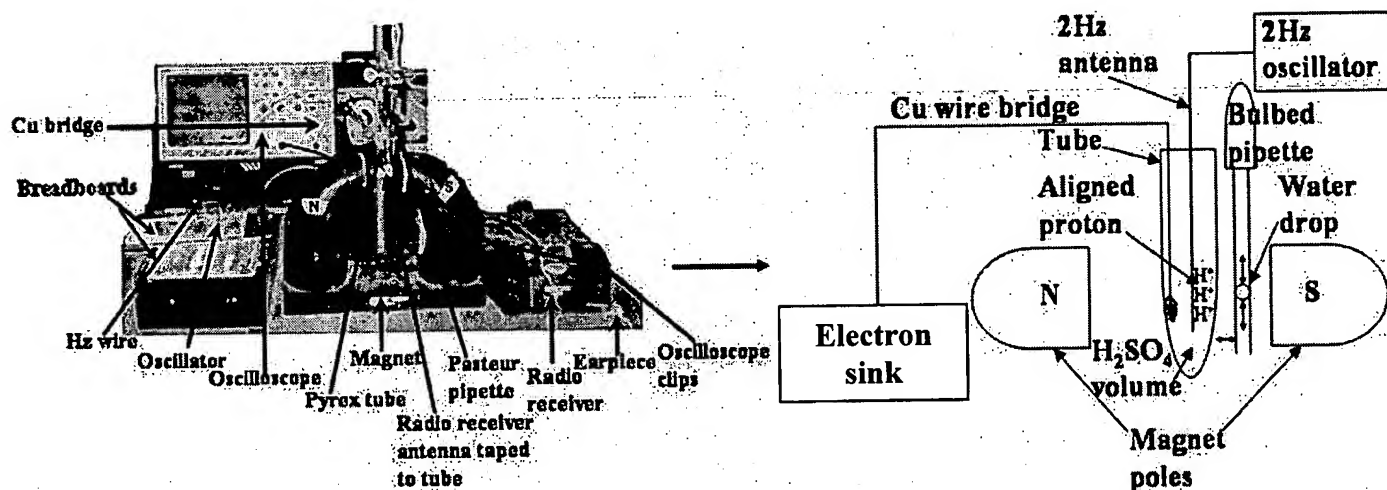 Cu bridge
Breadboards
Hz wire
Oscillator
Oscilloscope
Pyrox tube
Magnet
Radio receiver
antenna taped
to tube
Pasteur
pipette
Radio
receiver
Earpiece
Oscilloscope
clips
N
S
2Hz
antenna
2Hz
oscillator
Cu wire bridge
Tube
Bulbed
pipette
Aligned
proton
Water
drop
H⁺
H⁺
H⁺
N
S
Electron
sink
H₂SO₄
volume
Magnet
poles